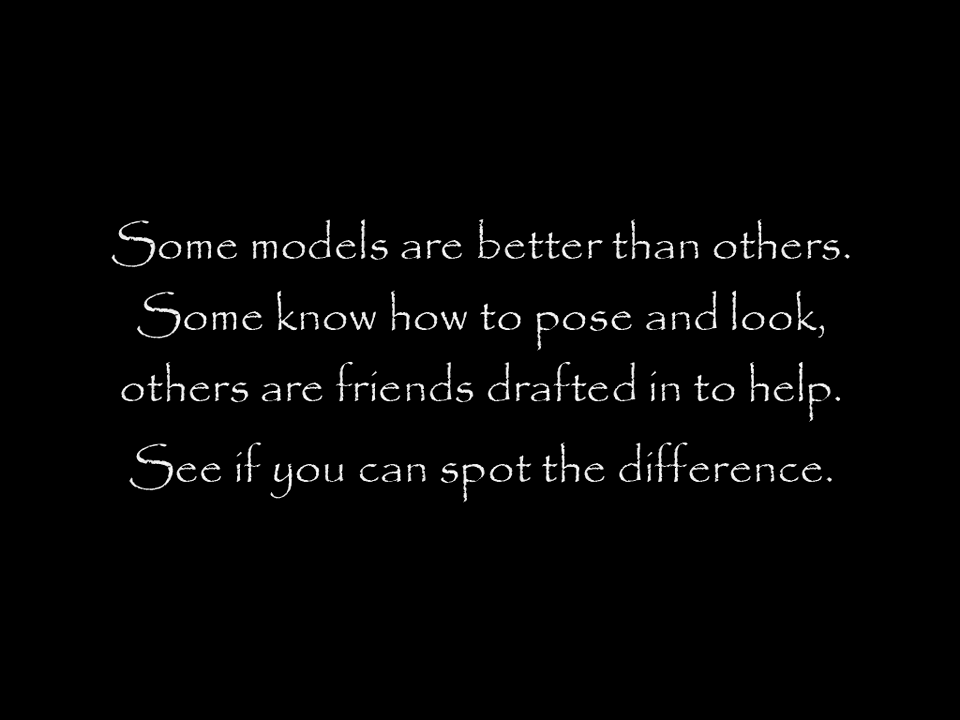 Some models are better than others.
Some know how to pose and look,
others are friends drafted in to help.
See if you can spot the difference.